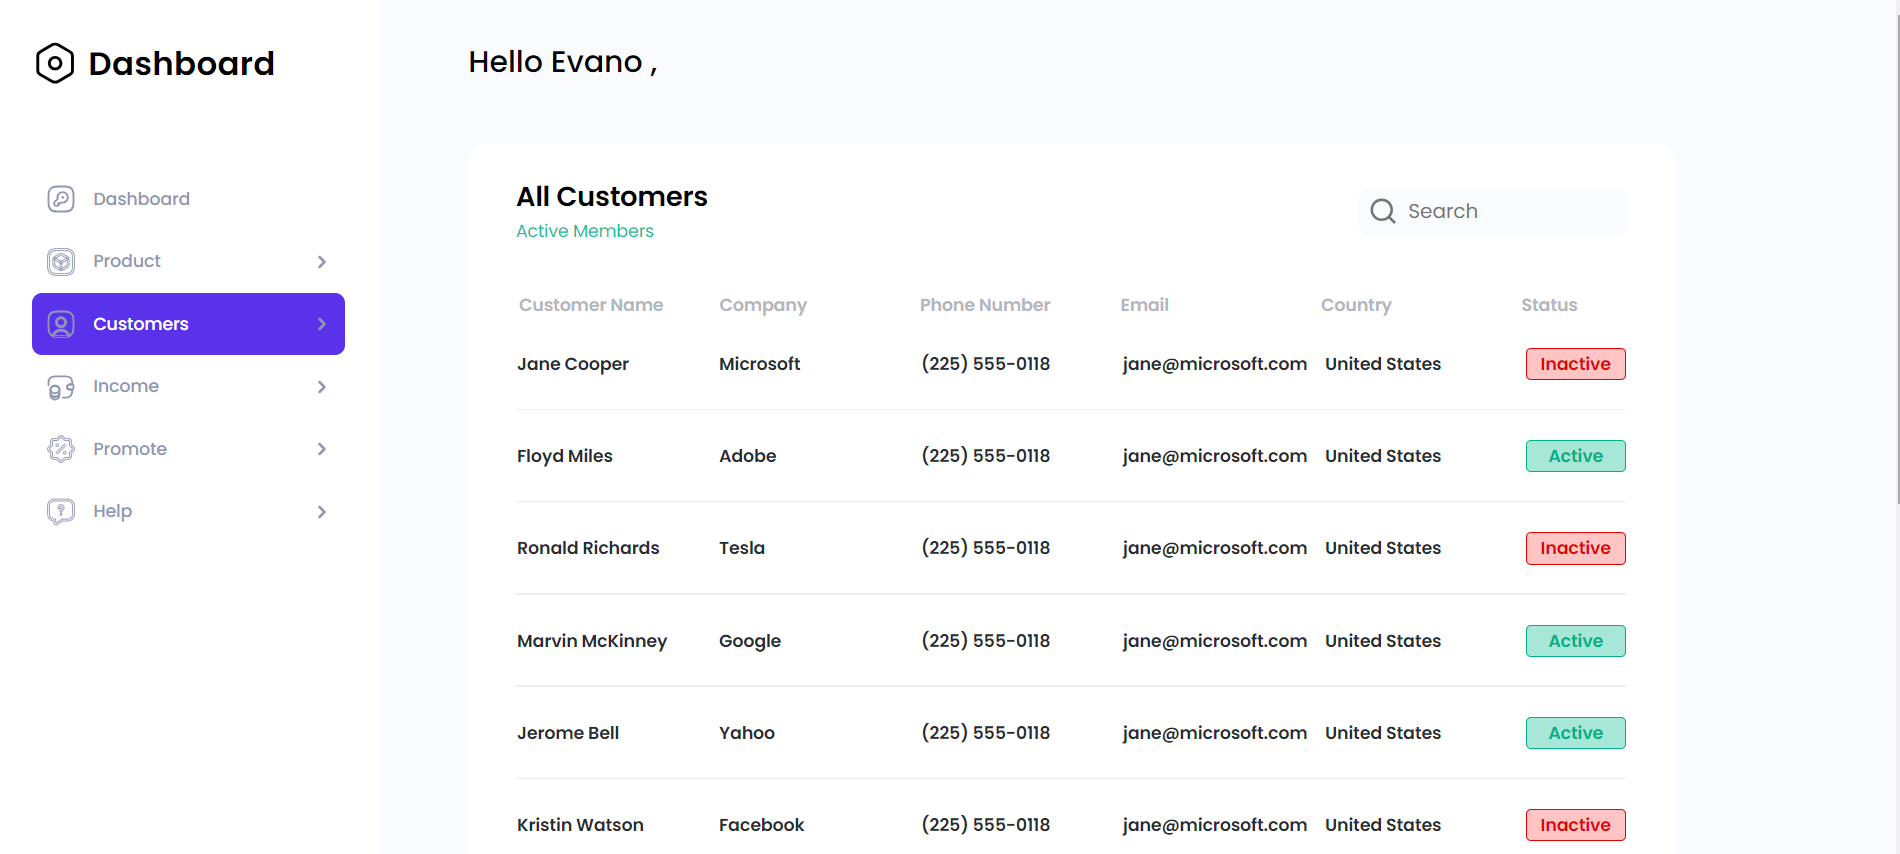 Dashboard
Hello Evano ,
Dashboard
Product
Customers
Income
Promote
Help
All Customers
Active Members
Search
Customer Name Company Phone Number Email Country Status
Jane Cooper Microsoft (225) 555-0118 jane@microsoft.com United States Inactive
Floyd Miles Adobe (225) 555-0118 jane@microsoft.com United States Active
Ronald Richards Tesla (225) 555-0118 jane@microsoft.com United States Inactive
Marvin McKinney Google (225) 555-0118 jane@microsoft.com United States Active
Jerome Bell Yahoo (225) 555-0118 jane@microsoft.com United States Active
Kristin Watson Facebook (225) 555-0118 jane@microsoft.com United States Inactive